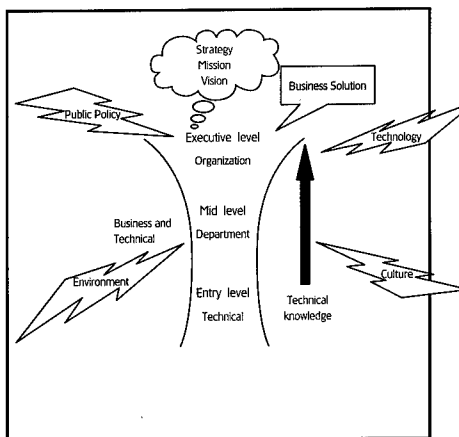 Strategy
Mission
Vision
Business Solution
Public Policy
Technology
Executive level
Organization
Mid level
Department
Business and
Technical
Environment
Culture
Entry level
Technical
Technical
knowledge